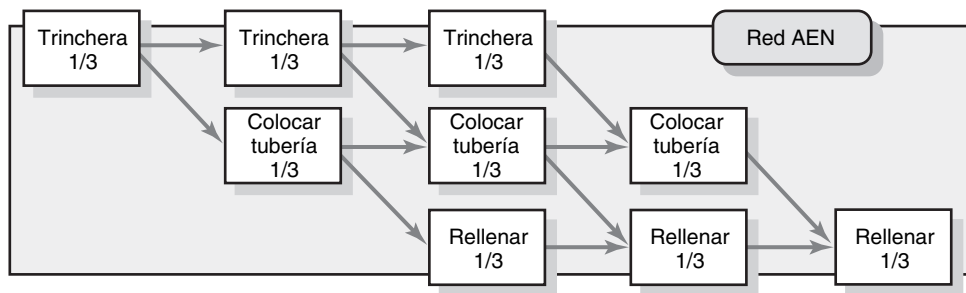 Trinchera
1/3
Trinchera
1/3
Trinchera
1/3
Red AEN
Colocar
tubería
1/3
Colocar
tubería
1/3
Colocar
tubería
1/3
Rellenar
1/3
Rellenar
1/3
Rellenar
1/3